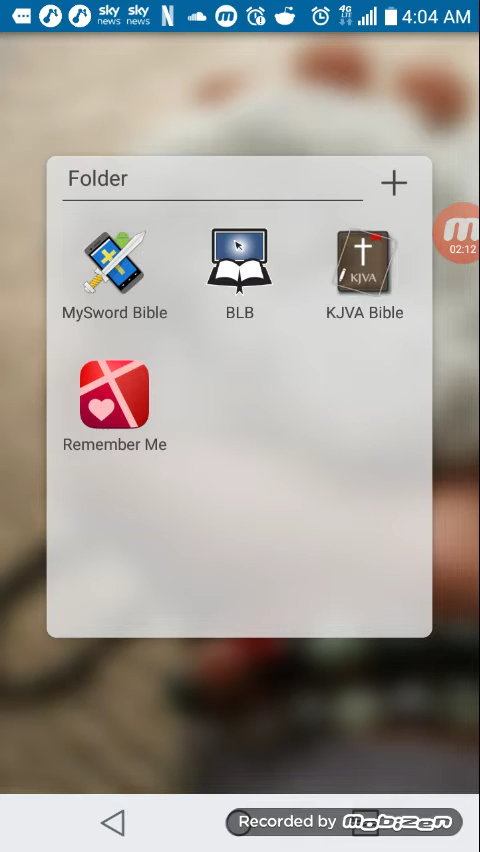 sky news
sky news
N
4G LTE
4:04 AM
Folder
02:12
KJVA
MySword Bible
BLB
KJVA Bible
Remember Me
Recorded by mobizen